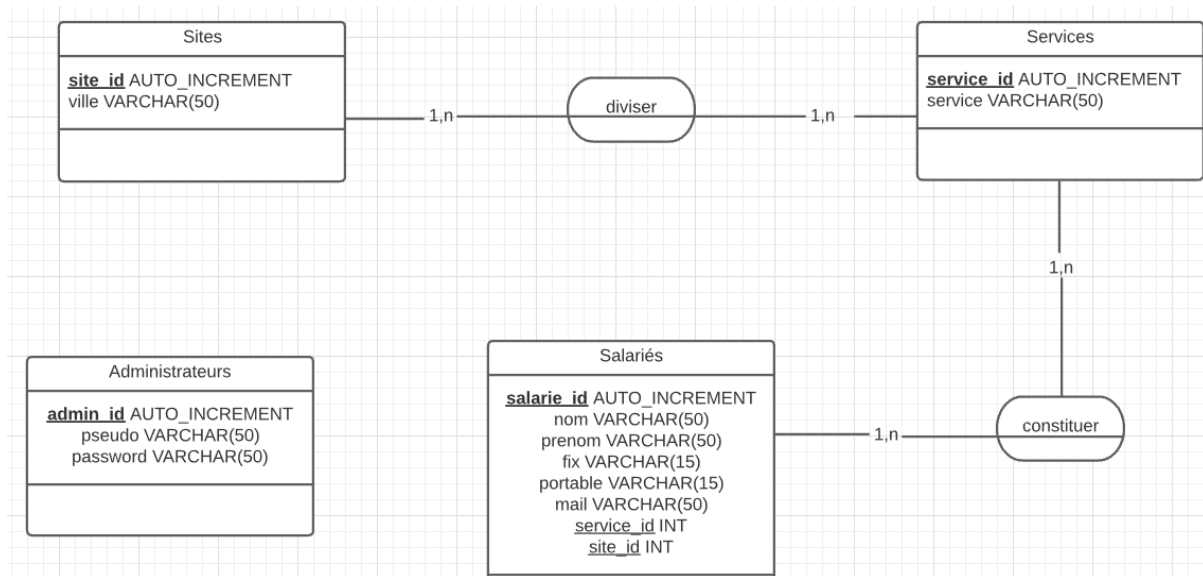 Sites
site_id AUTO_INCREMENT
ville VARCHAR(50)
1,n
diviser
1,n
Services
service_id AUTO_INCREMENT
service VARCHAR(50)
1,n
Administrateurs
admin_id AUTO_INCREMENT
pseudo VARCHAR(50)
password VARCHAR(50)
Salariés
salarie_id AUTO_INCREMENT
nom VARCHAR(50)
prenom VARCHAR(50)
fix VARCHAR(15)
portable VARCHAR(15)
mail VARCHAR(50)
service_id INT
site_id INT
1,n
constituer